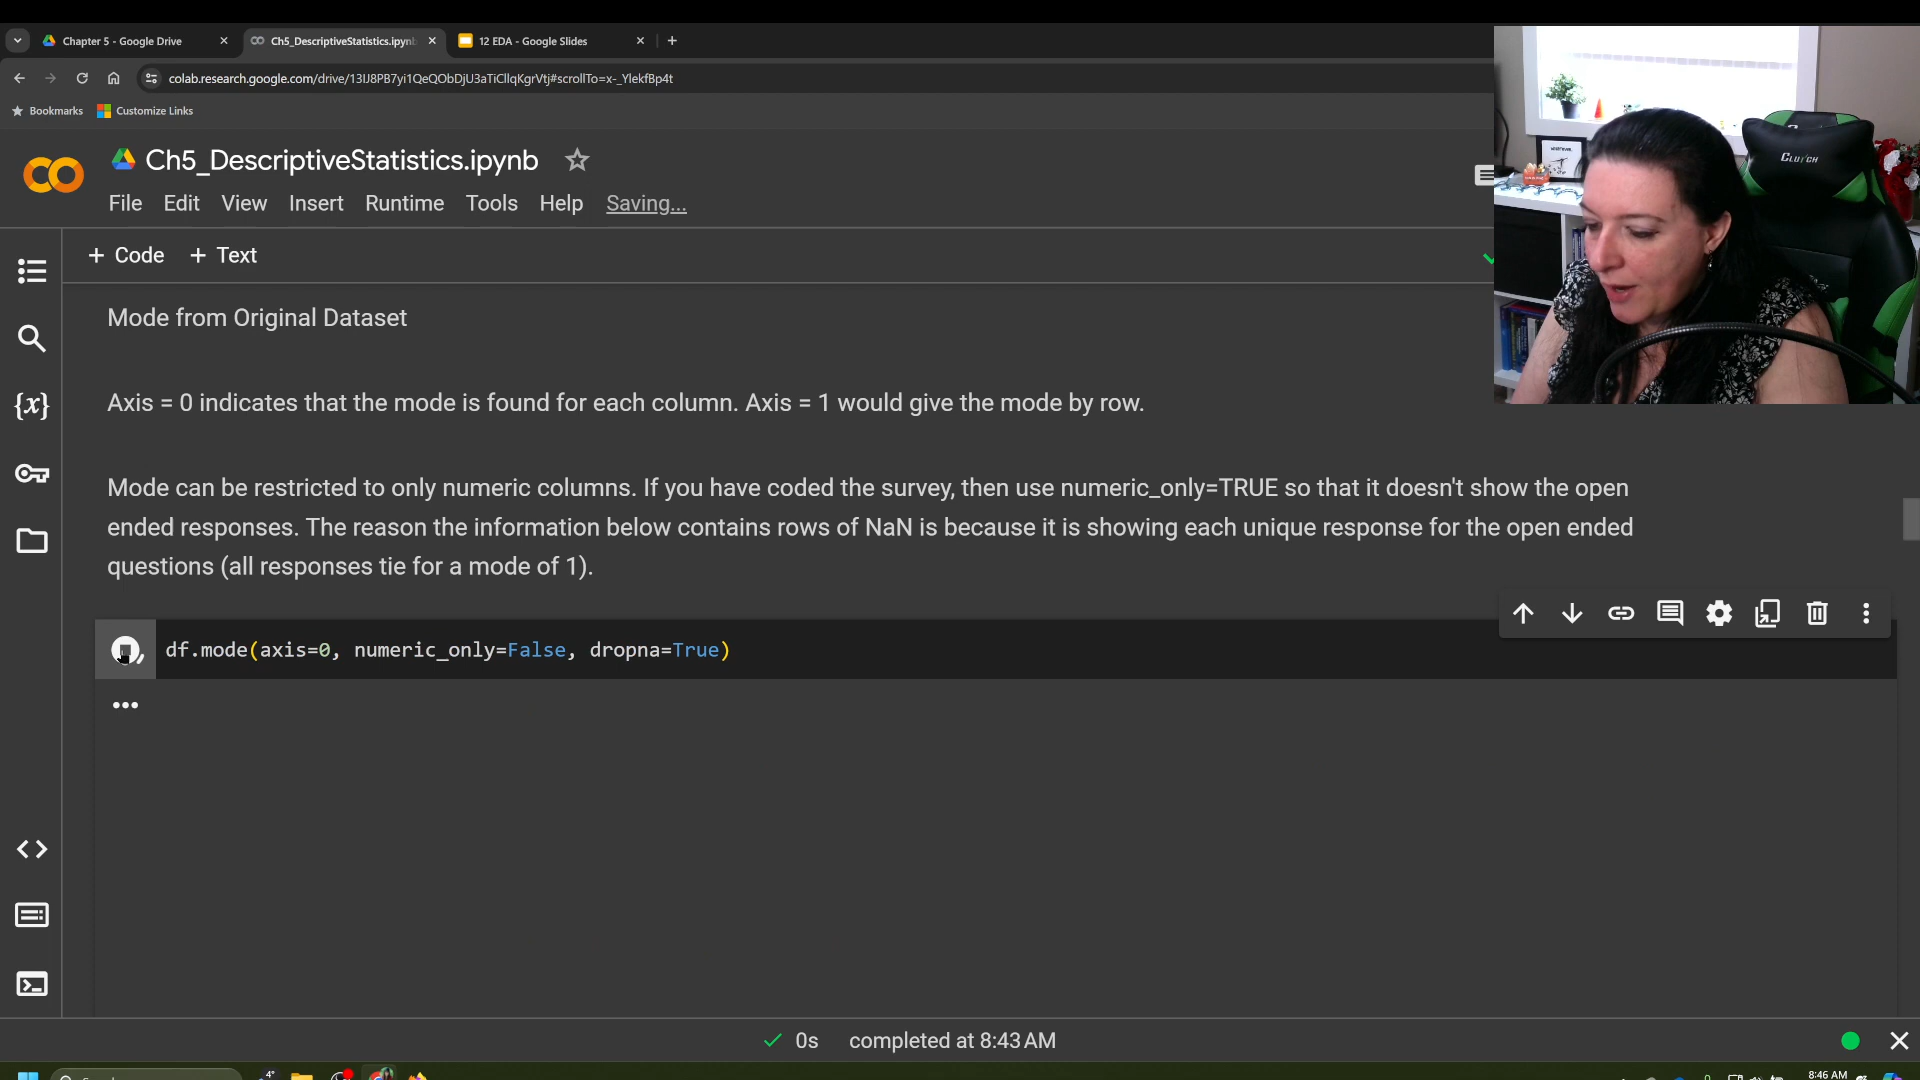 Chapter 5 - Google Drive
Ch5_DescriptiveStatistics.ipynb
12 EDA - Google Slides
colab.research.google.com/drive/13IJ8PB7yi1QeQObDjU3aTiCllqKgrVtj#scrollTo=x-_YlekfBp4t
Bookmarks
Customize Links
Ch5_DescriptiveStatistics.ipynb
File Edit View Insert Runtime Tools Help Saving...
+ Code + Text
CLUTCH
Mode from Original Dataset
Axis = 0 indicates that the mode is found for each column. Axis = 1 would give the mode by row.
Mode can be restricted to only numeric columns. If you have coded the survey, then use numeric_only=TRUE so that it doesn't show the open
ended responses. The reason the information below contains rows of NaN is because it is showing each unique response for the open ended
questions (all responses tie for a mode of 1).
df.mode(axis=0, numeric_only=False, dropna=True)
0s completed at 8:43 AM
4°
8:46 AM